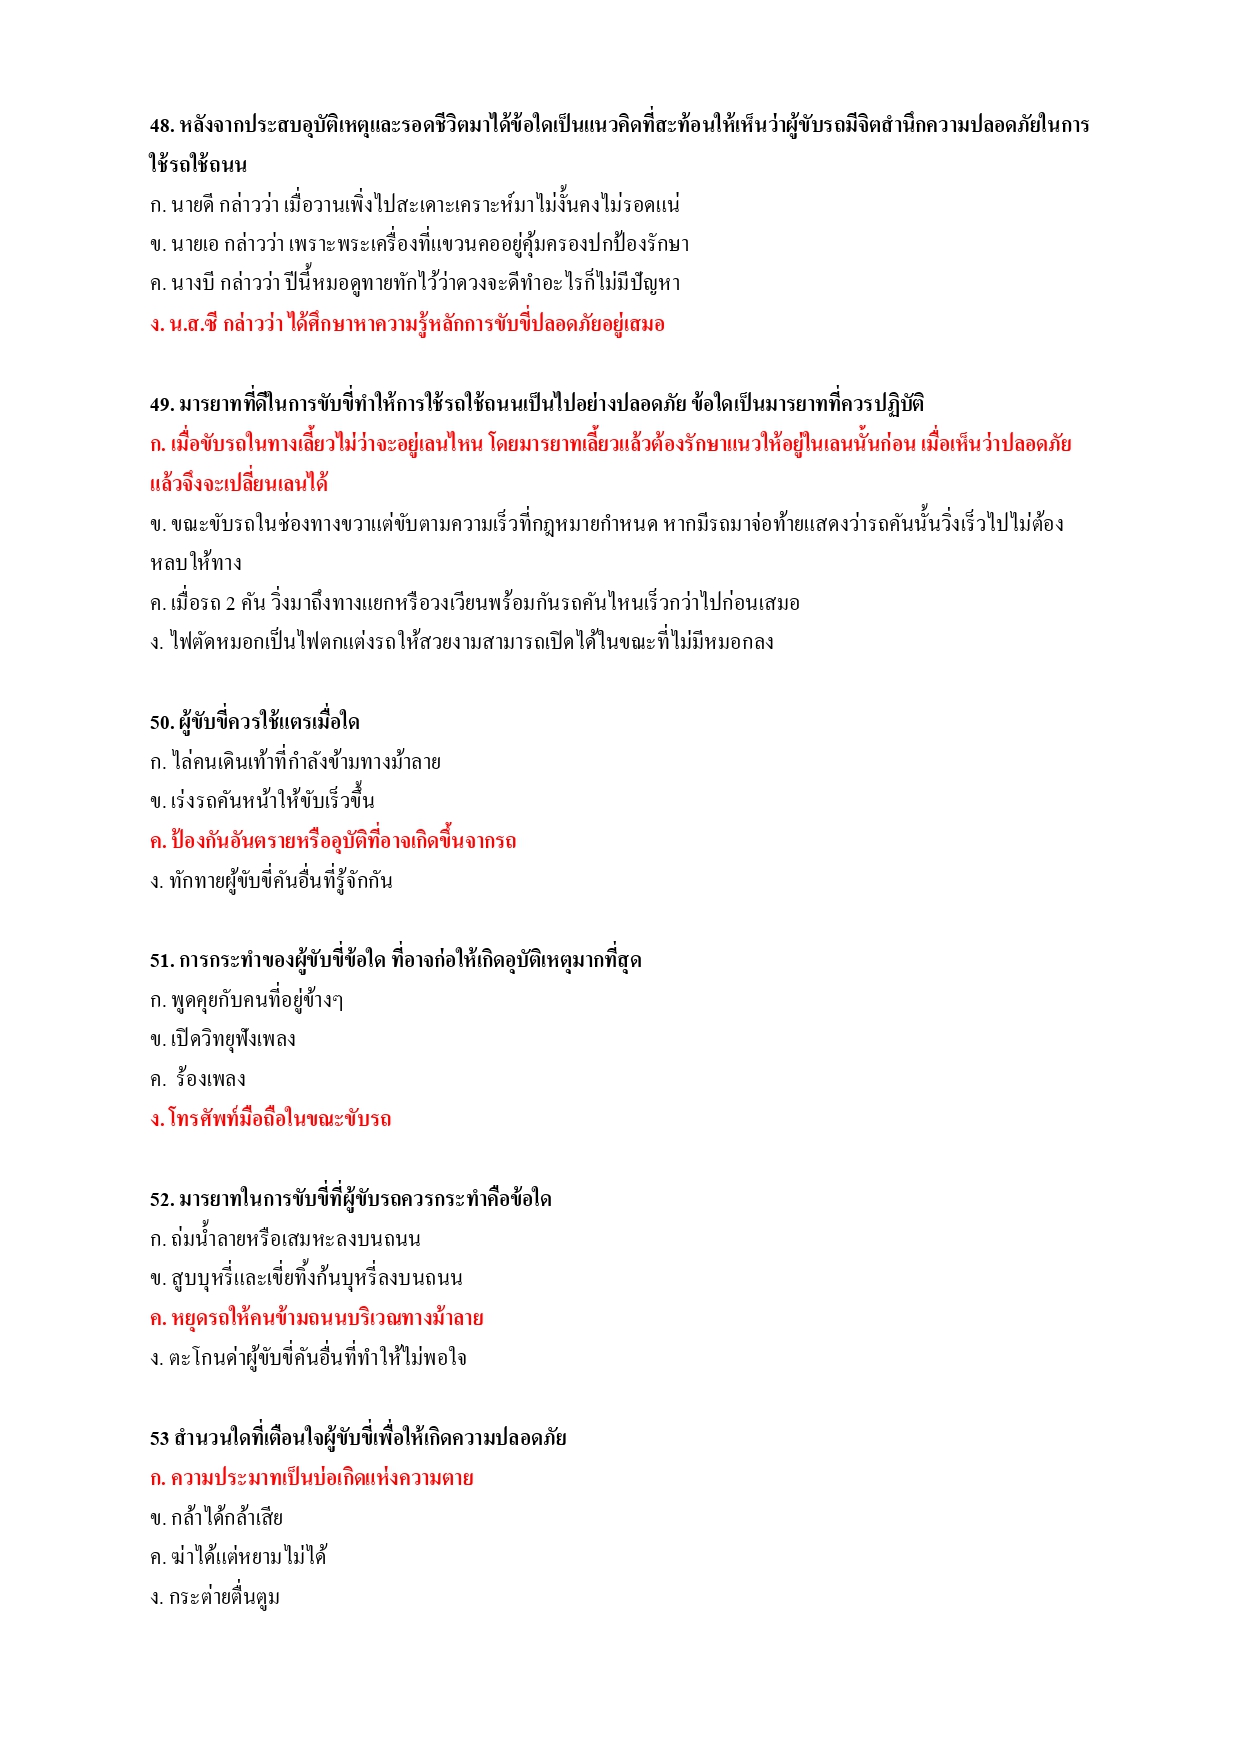 48. หลังจากประสบอุบัติเหตุและรอดชีวิตมาได้ข้อใดเป็นแนวคิดที่สะท้อนให้เห็นว่าผู้ขับรถมีจิตสำนึกความปลอดภัยในการ
ใช้รถใช้ถนน
ก. นายดี กล่าวว่า เมื่อวานเพิ่งไปสะเดาะเคราะห์มาไม่งั้นคงไม่รอดแน่
ข. นายเอ กล่าวว่า เพราะพระเครื่องที่แขวนคออยู่คุ้มครองปกป้องรักษา
ค. นางบี กล่าวว่า ปีนี้หมอดูทายทักไว้ว่าดวงจะดีทำอะไรก็ไม่มีปัญหา
ง. น.ส.ซี กล่าวว่า ได้ศึกษาหาความรู้หลักการขับขี่ปลอดภัยอยู่เสมอ
49. มารยาทที่ดีในการขับขี่ทำให้การใช้รถใช้ถนนเป็นไปอย่างปลอดภัย ข้อใดเป็นมารยาทที่ควรปฏิบัติ
ก. เมื่อขับรถในทางเลี้ยวไม่ว่าจะอยู่เลนไหน โดยมารยาทเลี้ยวแล้วต้องรักษาแนวให้อยู่ในเลนนั้นก่อน เมื่อเห็นว่าปลอดภัย
แล้วจึงจะเปลี่ยนเลนได้
ข. ขณะขับรถในช่องทางขวาแต่ขับตามความเร็วที่กฎหมายกำหนด หากมีรถมาจ่อท้ายแสดงว่ารถคันนั้นวิ่งเร็วไปไม่ต้อง
หลบให้ทาง
ค. เมื่อรถ 2 คัน วิ่งมาถึงทางแยกหรือวงเวียนพร้อมกันรถคันไหนเร็วกว่าไปก่อนเสมอ
ง. ไฟตัดหมอกเป็นไฟตกแต่งรถให้สวยงามสามารถเปิดได้ในขณะที่ไม่มีหมอกลง
50. ผู้ขับขี่ควรใช้แตรเมื่อใด
ก. ไล่คนเดินเท้าที่กำลังข้ามทางม้าลาย
ข. เร่งรถคันหน้าให้ขับเร็วขึ้น
ค. ป้องกันอันตรายหรืออุบัติที่อาจเกิดขึ้นจากรถ
ง. ทักทายผู้ขับขี่คันอื่นที่รู้จักกัน
51. การกระทำของผู้ขับขี่ข้อใด ที่อาจก่อให้เกิดอุบัติเหตุมากที่สุด
ก. พูดคุยกับคนที่อยู่ข้างๆ
ข. เปิดวิทยุฟังเพลง
ค.  ร้องเพลง
ง. โทรศัพท์มือถือในขณะขับรถ
52. มารยาทในการขับขี่ที่ผู้ขับรถควรกระทำคือข้อใด
ก. ถ่มน้ำลายหรือเสมหะลงบนถนน
ข. สูบบุหรี่และเขี่ยทิ้งก้นบุหรี่ลงบนถนน
ค. หยุดรถให้คนข้ามถนนบริเวณทางม้าลาย
ง. ตะโกนด่าผู้ขับขี่คันอื่นที่ทำให้ไม่พอใจ
53 สำนวนใดที่เตือนใจผู้ขับขี่เพื่อให้เกิดความปลอดภัย
ก. ความประมาทเป็นบ่อเกิดแห่งความตาย
ข. กล้าได้กล้าเสีย
ค. ฆ่าได้แต่หยามไม่ได้
ง. กระต่ายตื่นตูม